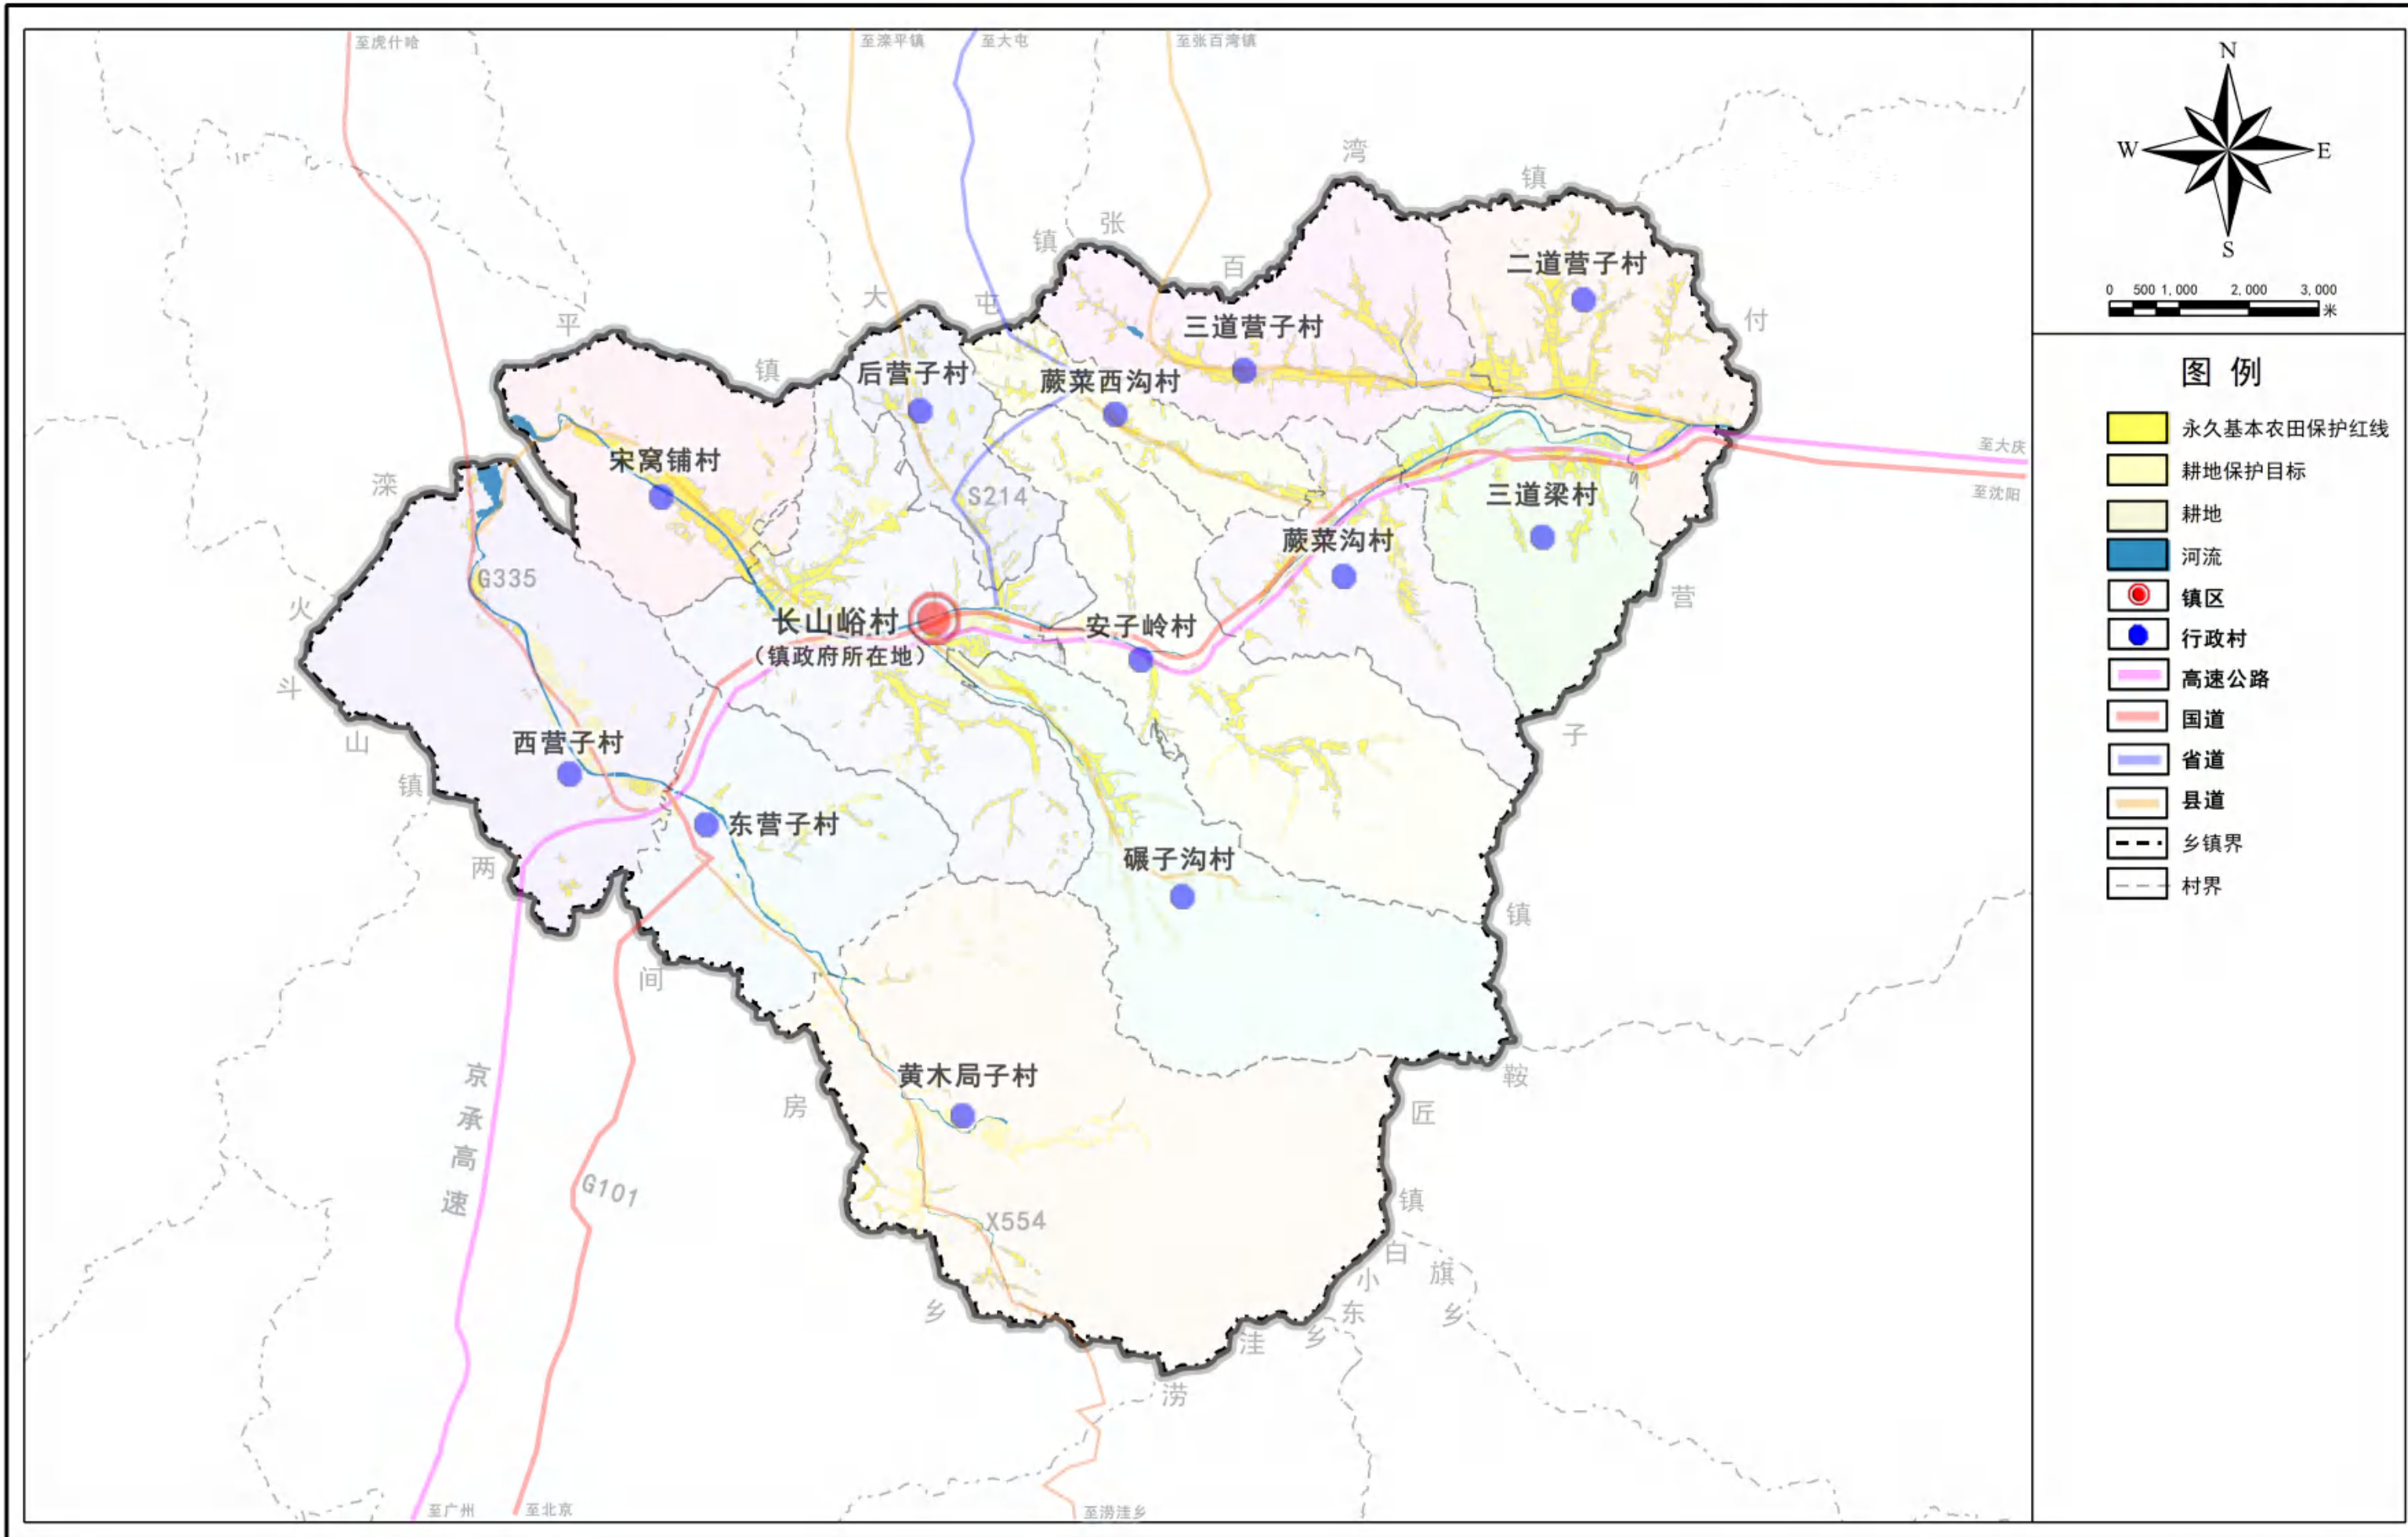 至虎什哈
至滦平镇
至大屯
至张百湾镇
N
W
E
S
0 500 1,000 2,000 3,000
米
图 例
永久基本农田保护红线
耕地保护目标
耕地
河流
镇区
行政村
高速公路
国道
省道
县道
乡镇界
村界
滦
平
镇
大
屯
镇
张
百
湾
镇
付
营
子
镇
鞍
匠
镇
白
旗
乡
小
东
乡
涝
洼
乡
两
间
房
火
斗
山
镇
二道营子村
三道营子村
后营子村
蕨菜西沟村
宋窝铺村
三道梁村
蕨菜沟村
长山峪村
(镇政府所在地)
安子岭村
西营子村
东营子村
碾子沟村
黄木局子村
S214
G335
G101
X554
京
承
高
速
至大庆
至沈阳
至广州
至北京
至涝洼乡